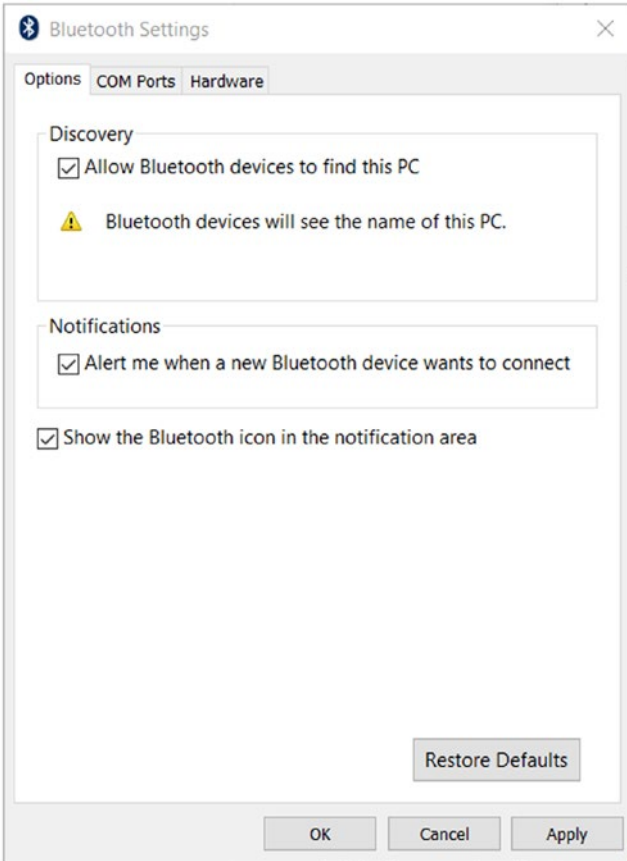 Bluetooth Settings
Options COM Ports Hardware
Discovery
Allow Bluetooth devices to find this PC
Bluetooth devices will see the name of this PC.
Notifications
Alert me when a new Bluetooth device wants to connect
Show the Bluetooth icon in the notification area
Restore Defaults
OK Cancel Apply